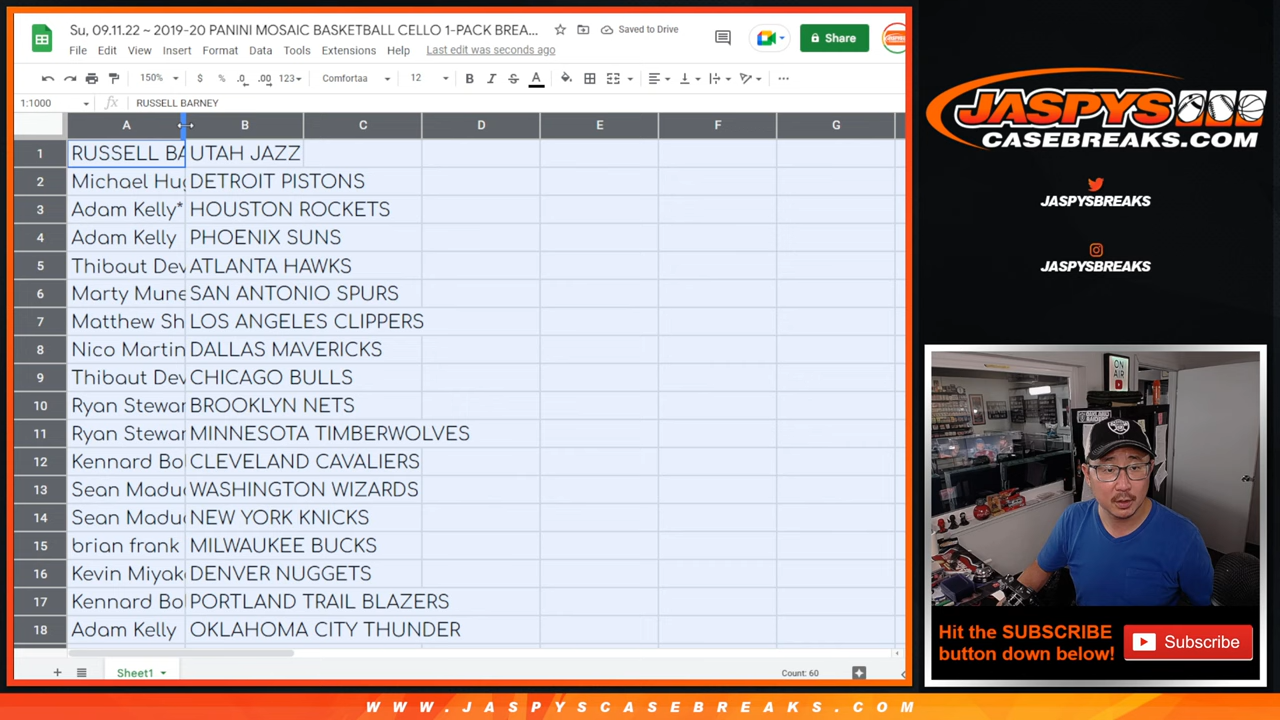 Su, 09.11.22 ~ 2019-20 PANINI MOSAIC BASKETBALL CELLO 1-PACK BREA...
Saved to Drive
Share
File Edit View Insert Format Data Tools Extensions Help Last edit was seconds ago
150% $ % .0 .00 123 Comfortaa 12 B I S A
1:1000 fx RUSSELL BARNEY
A B C D E F G
1 RUSSELL BA UTAH JAZZ
2 Michael Hug DETROIT PISTONS
3 Adam Kelly* HOUSTON ROCKETS
4 Adam Kelly PHOENIX SUNS
5 Thibaut Dev ATLANTA HAWKS
6 Marty Mune SAN ANTONIO SPURS
7 Matthew Sh LOS ANGELES CLIPPERS
8 Nico Martin DALLAS MAVERICKS
9 Thibaut Dev CHICAGO BULLS
10 Ryan Stewar BROOKLYN NETS
11 Ryan Stewar MINNESOTA TIMBERWOLVES
12 Kennard Bo CLEVELAND CAVALIERS
13 Sean Madu WASHINGTON WIZARDS
14 Sean Madu NEW YORK KNICKS
15 brian frank MILWAUKEE BUCKS
16 Kevin Miyak DENVER NUGGETS
17 Kennard Bo PORTLAND TRAIL BLAZERS
18 Adam Kelly OKLAHOMA CITY THUNDER
Sheet1
Count: 60
JASPYS
CASEBREAKS.COM
JASPYSBREAKS
JASPYSBREAKS
ON
AIR
Hit the SUBSCRIBE
button down below!
Subscribe
WWW.JASPYSCASEBREAKS.COM